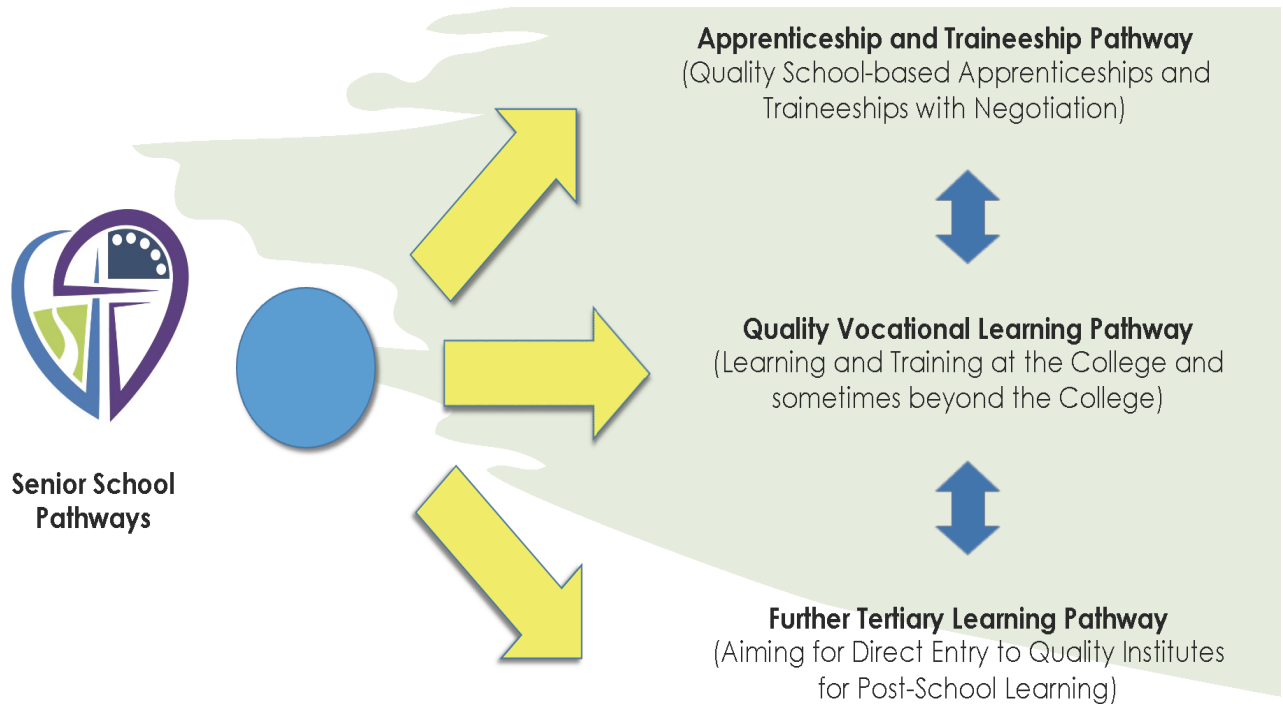 Apprenticeship and Traineeship Pathway
(Quality School-based Apprenticeships and
Traineeships with Negotiation)
Senior School
Pathways
Quality Vocational Learning Pathway
(Learning and Training at the College and
sometimes beyond the College)
Further Tertiary Learning Pathway
(Aiming for Direct Entry to Quality Institutes
for Post-School Learning)